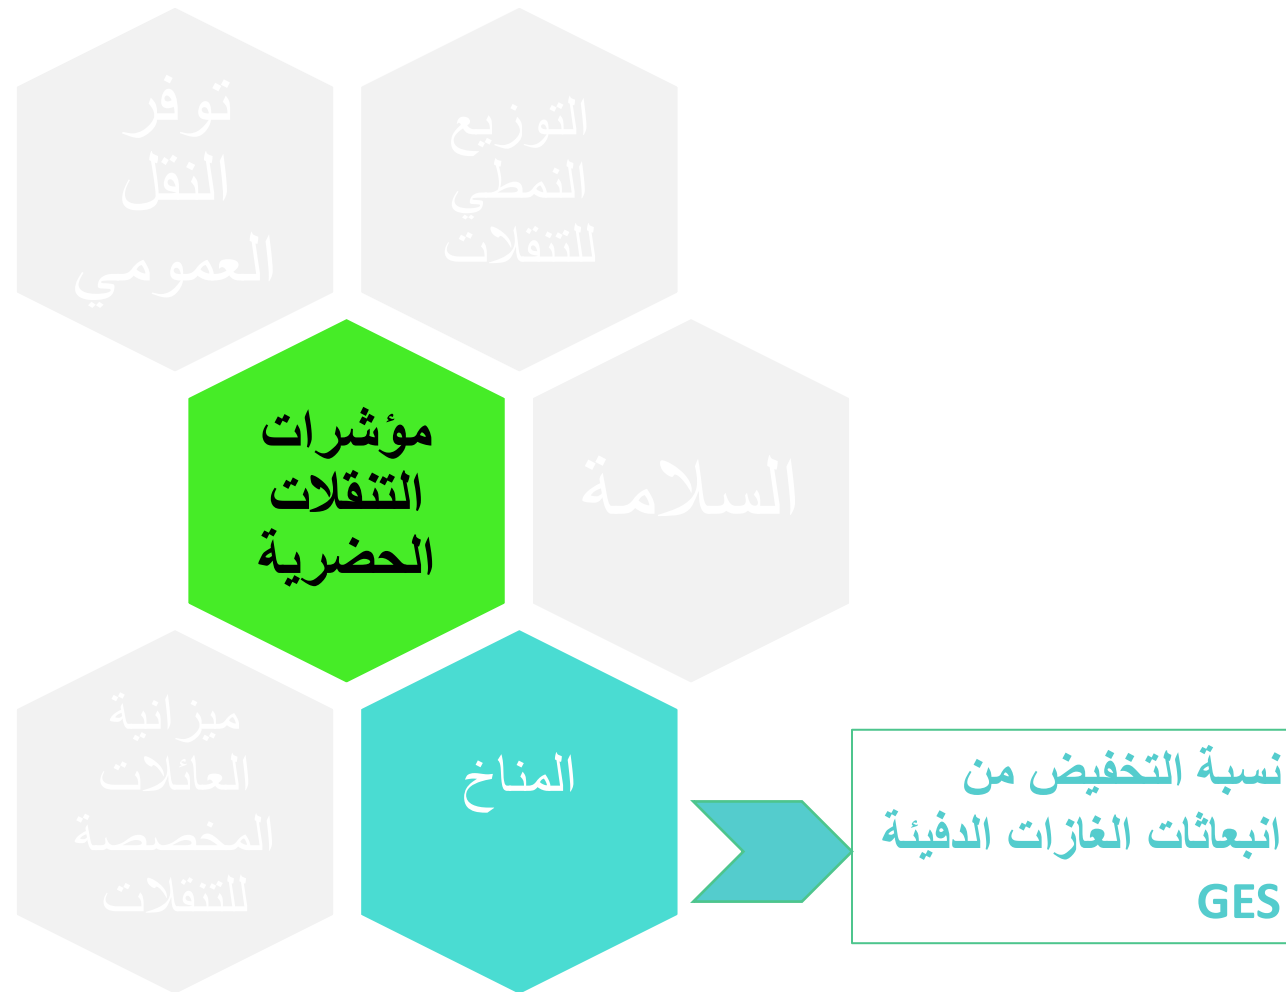 توفر
النقل
العمومي
التوزيع
النمطي
للتنقلات
مؤشرات
التنقلات
الحضرية
السلامة
ميزانية
العائلات
المخصصة
للتنقلات
المناخ
نسبة التخفيض من
انبعاثات الغازات الدفيئة
GES